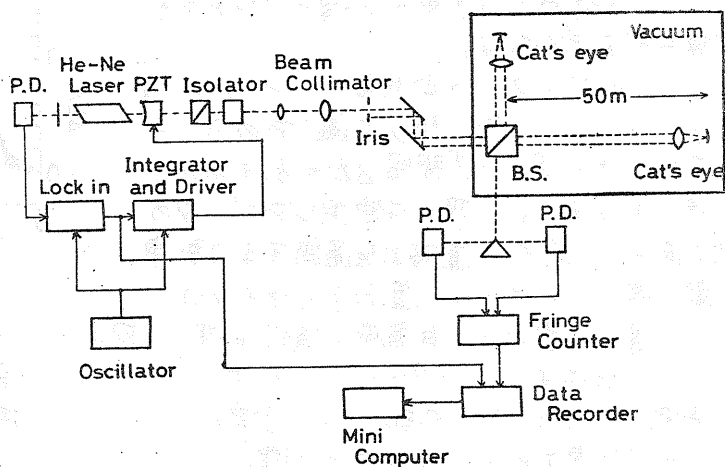 Vacuum
Cat's eye
50m
He-Ne
Laser
P.D.
PZT
Isolator
Beam
Collimator
Iris
B.S.
Cat's eye
Lock in
Integrator
and Driver
P.D.
P.D.
Oscillator
Fringe
Counter
Data
Recorder
Mini
Computer